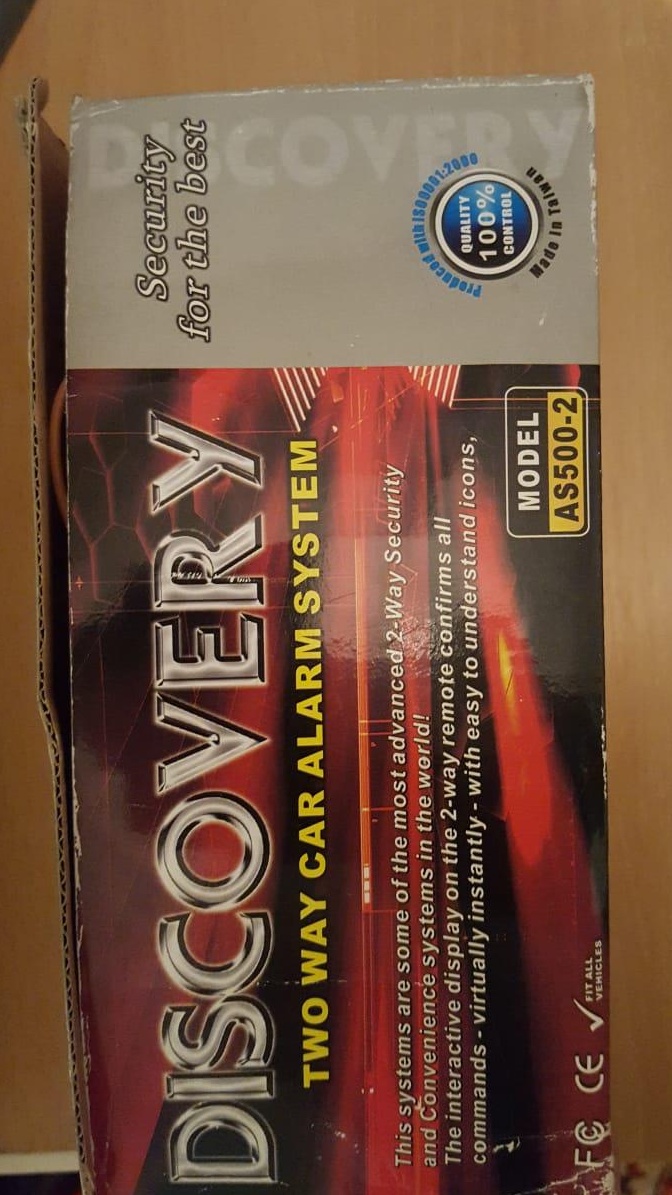 DISCOVERY
TWO WAY CAR ALARM SYSTEM
This systems are some of the most advanced 2-Way Security
and Convenience systems in the world!
The interactive display on the 2-way remote confirms all
commands - virtually instantly - with easy to understand icons,
FC CE ✓ FIT ALL
VEHICLES
MODEL
AS500-2
DISCOVERY
Security
for the best
Produced with ISO9001:2000
QUALITY
100%
CONTROL
Made in Taiwan